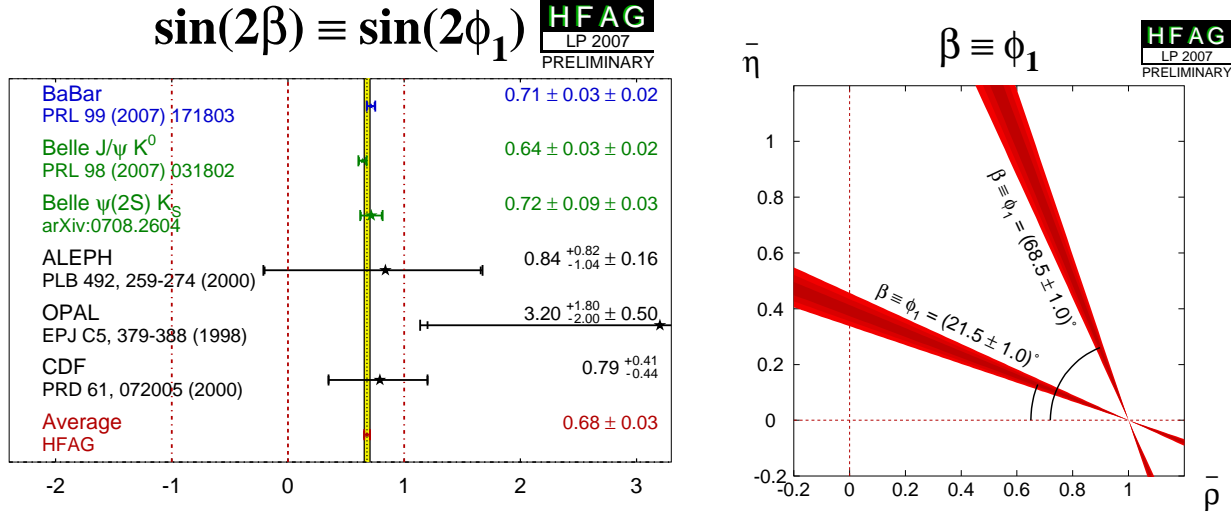 sin(2β) ≡ sin(2ϕ₁)
HFAG
LP 2007
PRELIMINARY
BaBar
PRL 99 (2007) 171803
0.71 ± 0.03 ± 0.02
Belle J/ψ K⁰
PRL 98 (2007) 031802
0.64 ± 0.03 ± 0.02
Belle ψ(2S) K_S
arXiv:0708.2604
0.72 ± 0.09 ± 0.03
ALEPH
PLB 492, 259-274 (2000)
0.84 +0.82 -1.04 ± 0.16
OPAL
EPJ C5, 379-388 (1998)
3.20 +1.80 -2.00 ± 0.50
CDF
PRD 61, 072005 (2000)
0.79 +0.41 -0.44
Average
HFAG
0.68 ± 0.03
-2 -1 0 1 2 3
β ≡ ϕ₁
HFAG
LP 2007
PRELIMINARY
η̄
1
0.8
0.6
0.4
0.2
0
-0.2
β ≡ ϕ₁ = (68.5 ± 1.0)°
β ≡ ϕ₁ = (21.5 ± 1.0)°
-0.2 0 0.2 0.4 0.6 0.8 1
ρ̄